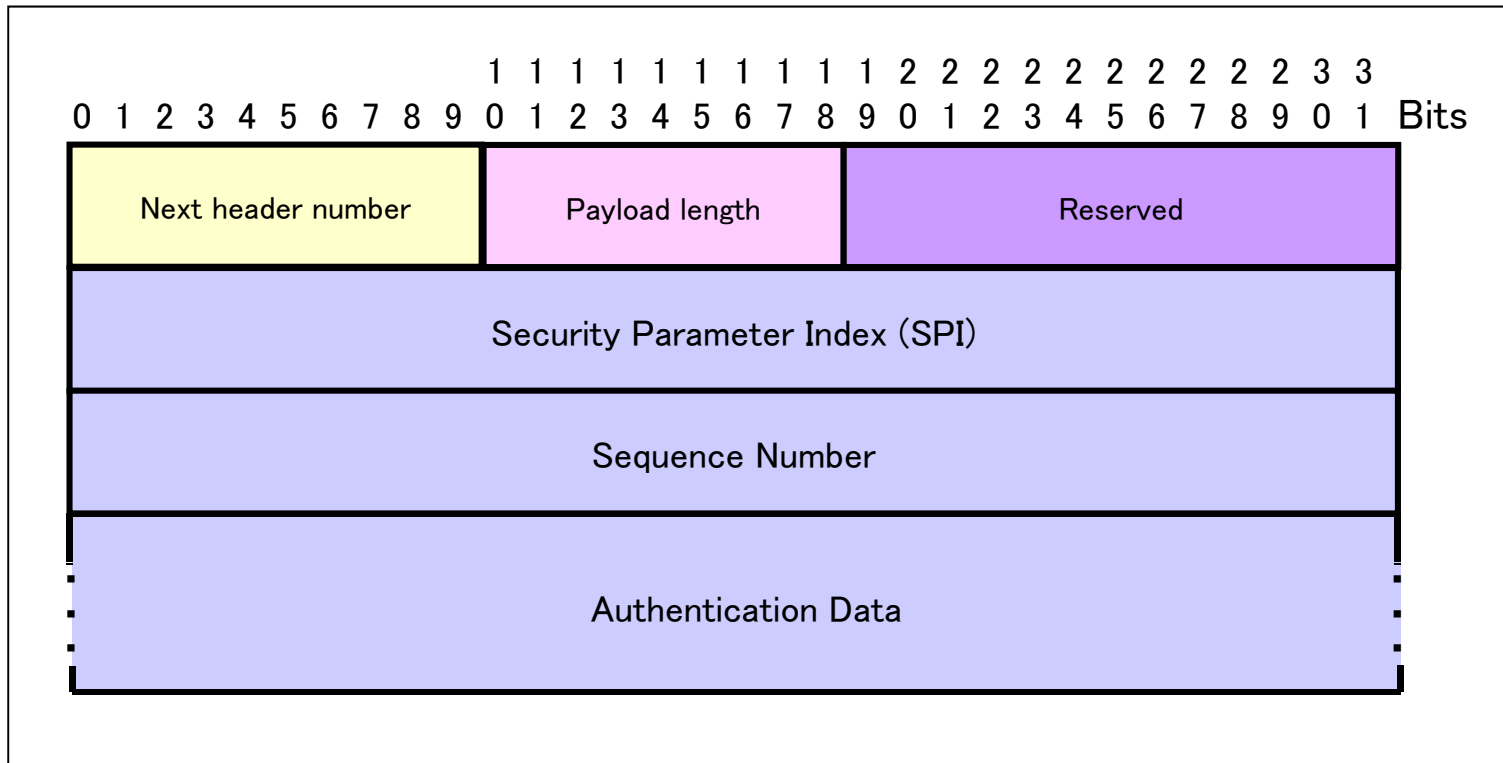 1 1 1 1 1 1 1 1 1 1 2 2 2 2 2 2 2 2 2 2 3 3
0 1 2 3 4 5 6 7 8 9 0 1 2 3 4 5 6 7 8 9 0 1 2 3 4 5 6 7 8 9 0 1 Bits
Next header number Payload length Reserved
Security Parameter Index (SPI)
Sequence Number
Authentication Data